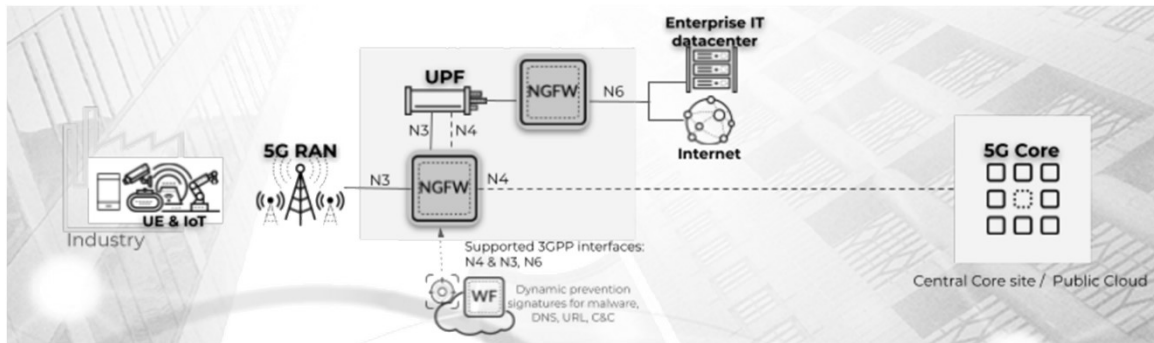 Enterprise IT
datacenter
UPF
NGFW
N6
N3
N4
Internet
5G RAN
5G Core
N3
NGFW
N4
UE & IoT
Industry
Supported 3GPP interfaces:
N4 & N3, N6
WF
Dynamic prevention
signatures for malware,
DNS, URL, C&C
Central Core site / Public Cloud